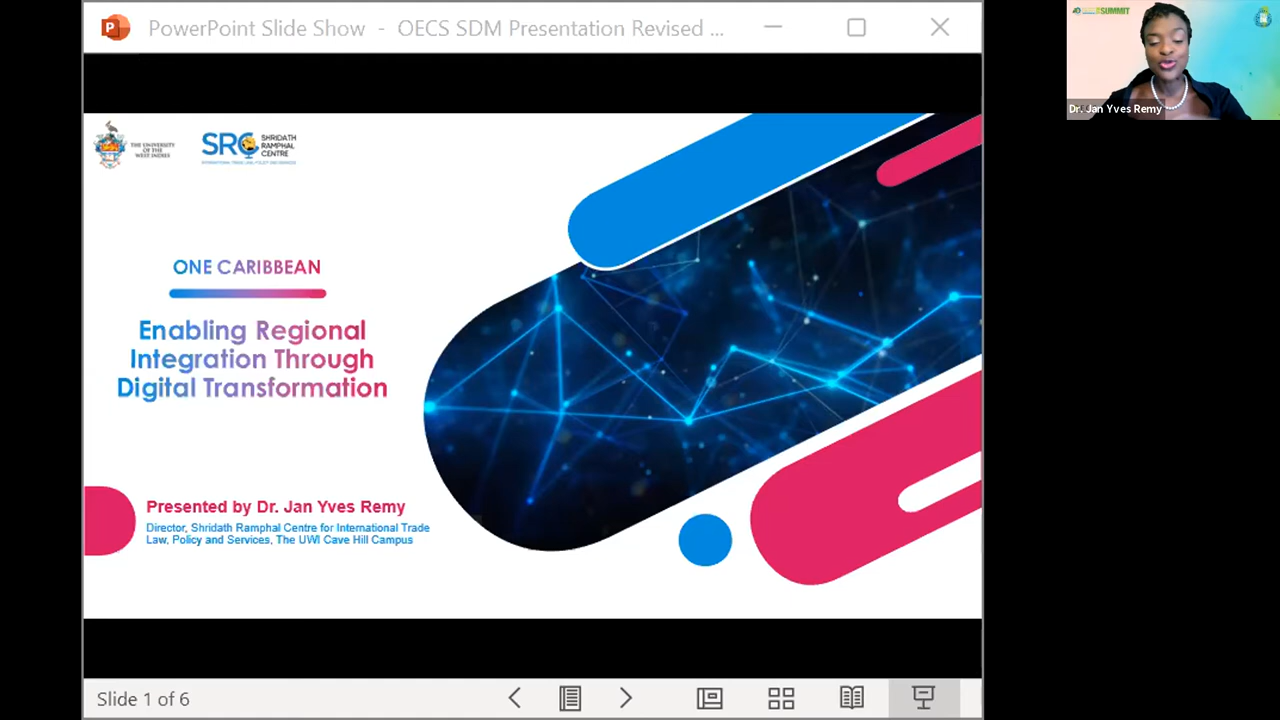 PowerPoint Slide Show - OECS SDM Presentation Revised ...
SUMMIT
Dr. Jan Yves Remy
THE UNIVERSITY
OF THE
WEST INDIES
SRC
SHRIDATH
RAMPHAL
CENTRE
ONE CARIBBEAN
Enabling Regional
Integration Through
Digital Transformation
Presented by Dr. Jan Yves Remy
Director, Shridath Ramphal Centre for International Trade
Law, Policy and Services, The UWI Cave Hill Campus
Slide 1 of 6